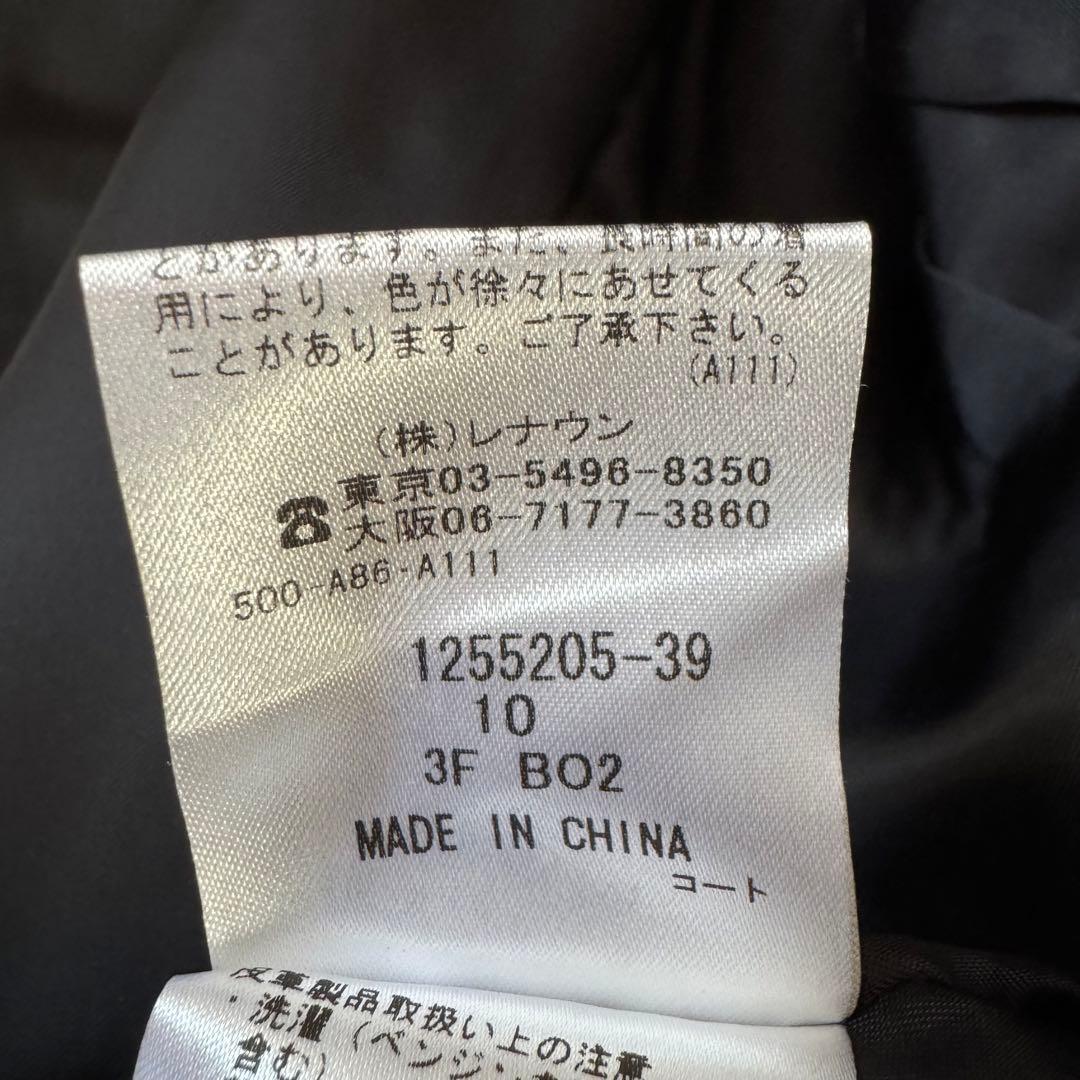 とがあります。また、長時間の着
用により、色が徐々にあせてくる
ことがあります。ご了承下さい。
(A111)
(株)レナウン
☎ 東京03-5496-8350
大阪06-7177-3860
500-A86-A111
1255205-39
10
3F BO2
MADE IN CHINA
コート
皮革製品取扱い上の注意
・洗濯(ベンジン
含む)